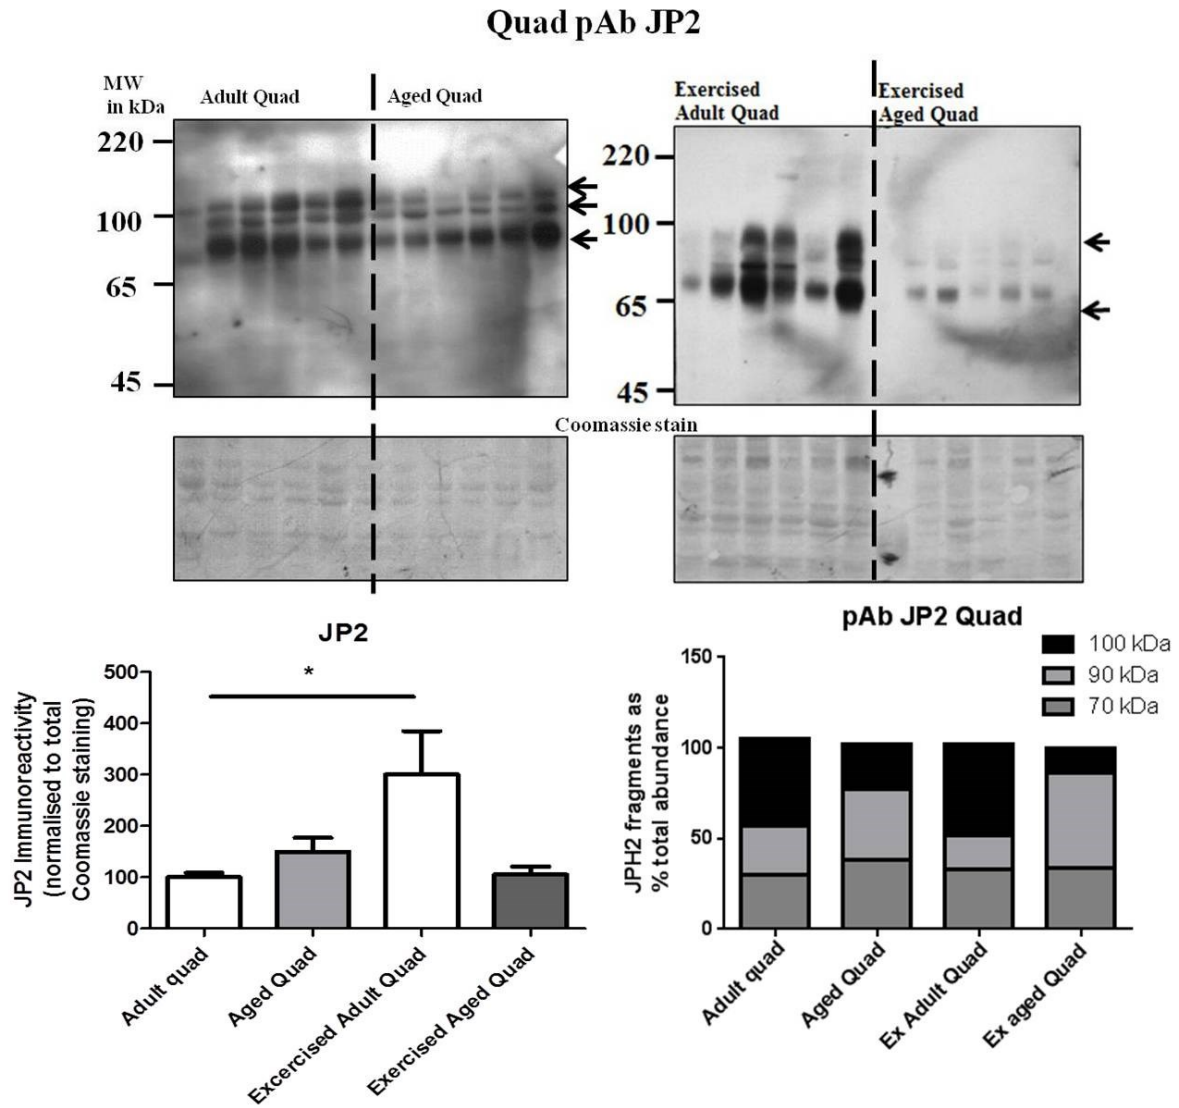 Quad pAb JP2
MW
in kDa
Adult Quad
Aged Quad
220
100
65
45
Exercised
Adult Quad
Exercised
Aged Quad
220
100
65
45
Coomassie stain
JP2
JP2 Immunoreactivity
(normalised to total
Coomassie staining)
500
400
300
200
100
0
*
Adult quad
Aged Quad
Excercised Adult Quad
Exercised Aged Quad
pAb JP2 Quad
100 kDa
90 kDa
70 kDa
JPH2 fragments as
% total abundance
150
100
50
0
Adult quad
Aged Quad
Ex Adult Quad
Ex aged Quad